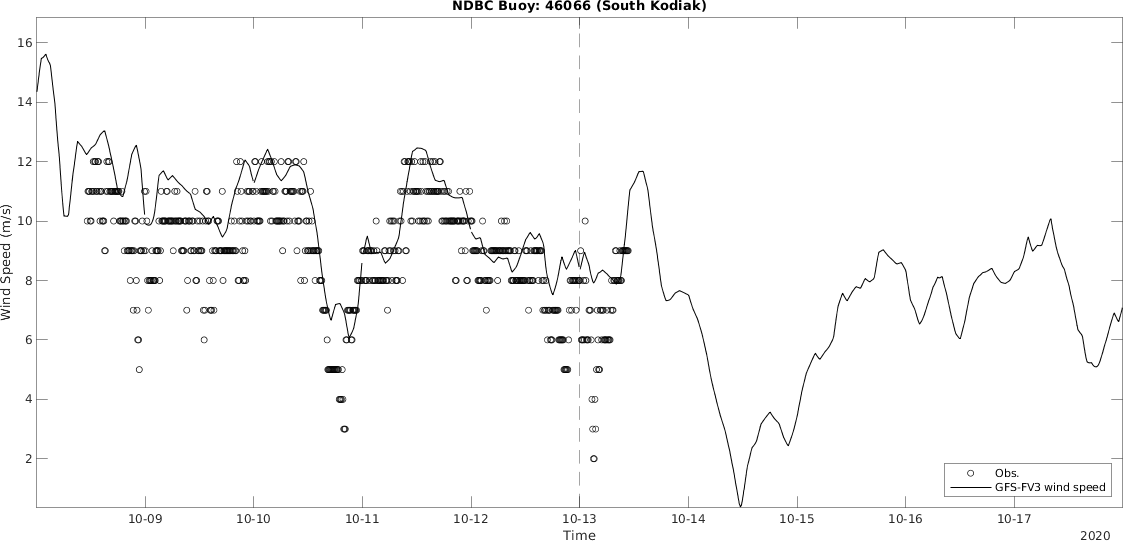 NDBC Buoy: 46066 (South Kodiak)
16
14
12
10
8
6
4
2
Wind Speed (m/s)
Obs.
GFS-FV3 wind speed
10-09 10-10 10-11 10-12 10-13 10-14 10-15 10-16 10-17
Time
2020